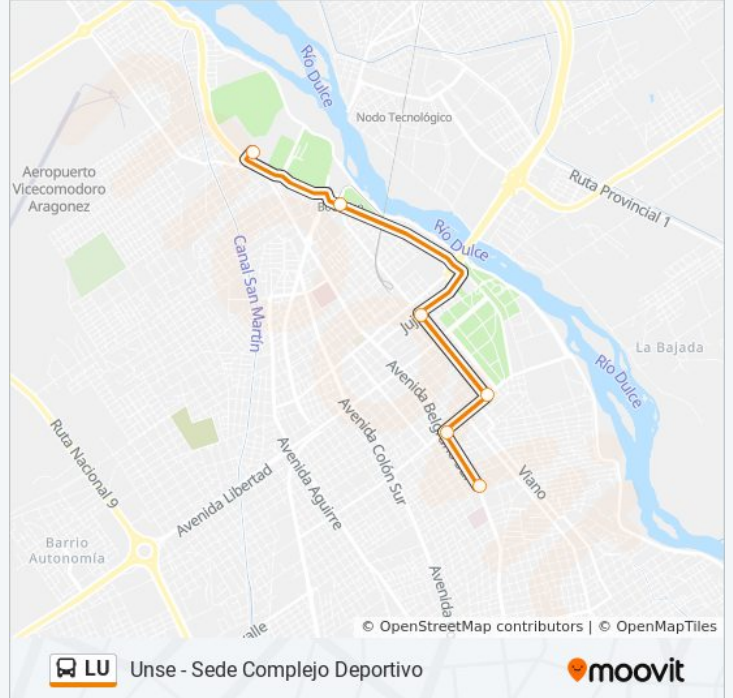 Río Dulce
Nodo Tecnológico
Aeropuerto
Vicecomodoro
Aragonez
Ruta Provincial 1
Río Dulce
Canal San Martín
La Bajada
Río Dulce
Avenida Colón Sur
Viano
Ruta Nacional 9
Avenida Libertad
Avenida Aguirre
Barrio
Autonomía
Avenida
© OpenStreetMap contributors | © OpenMapTiles
LU Unse - Sede Complejo Deportivo
moovit